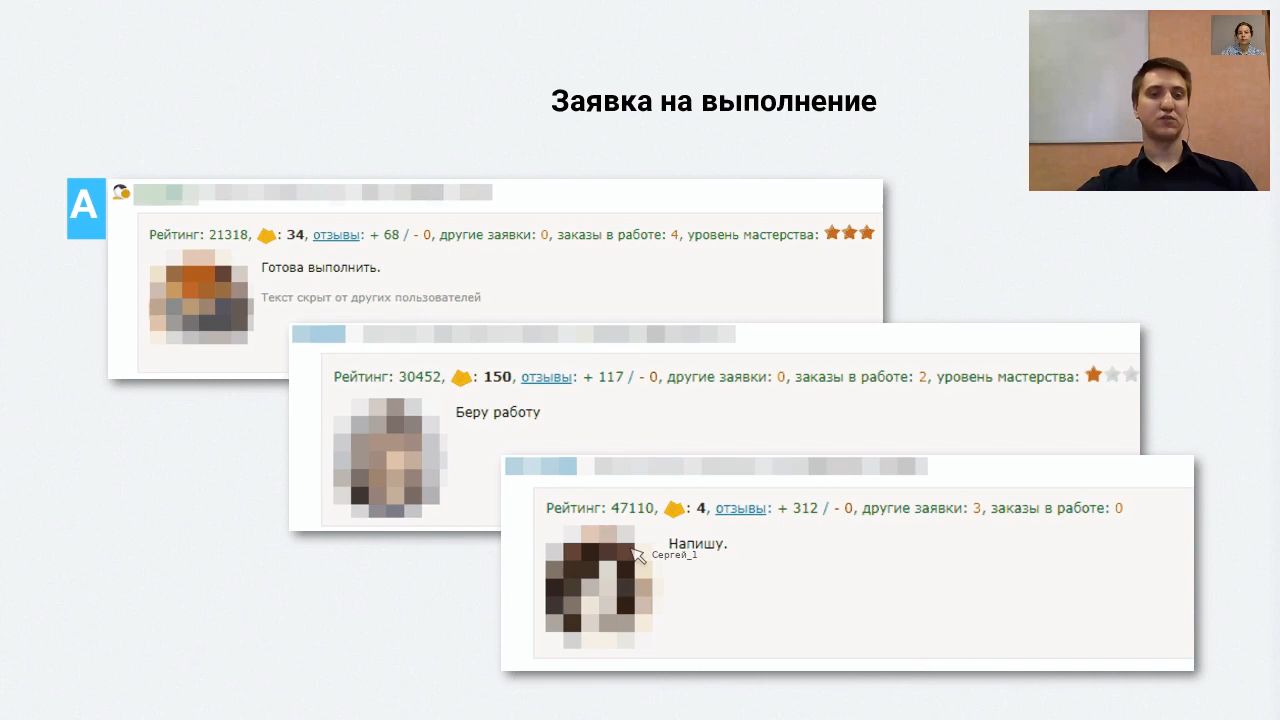 Заявка на выполнение
A
Рейтинг: 21318, : 34, отзывы: + 68 / - 0, другие заявки: 0, заказы в работе: 4, уровень мастерства:
Готова выполнить.
Текст скрыт от других пользователей
Рейтинг: 30452, : 150, отзывы: + 117 / - 0, другие заявки: 0, заказы в работе: 2, уровень мастерства:
Беру работу
Рейтинг: 47110, : 4, отзывы: + 312 / - 0, другие заявки: 3, заказы в работе: 0
Напишу.
Сергей_1